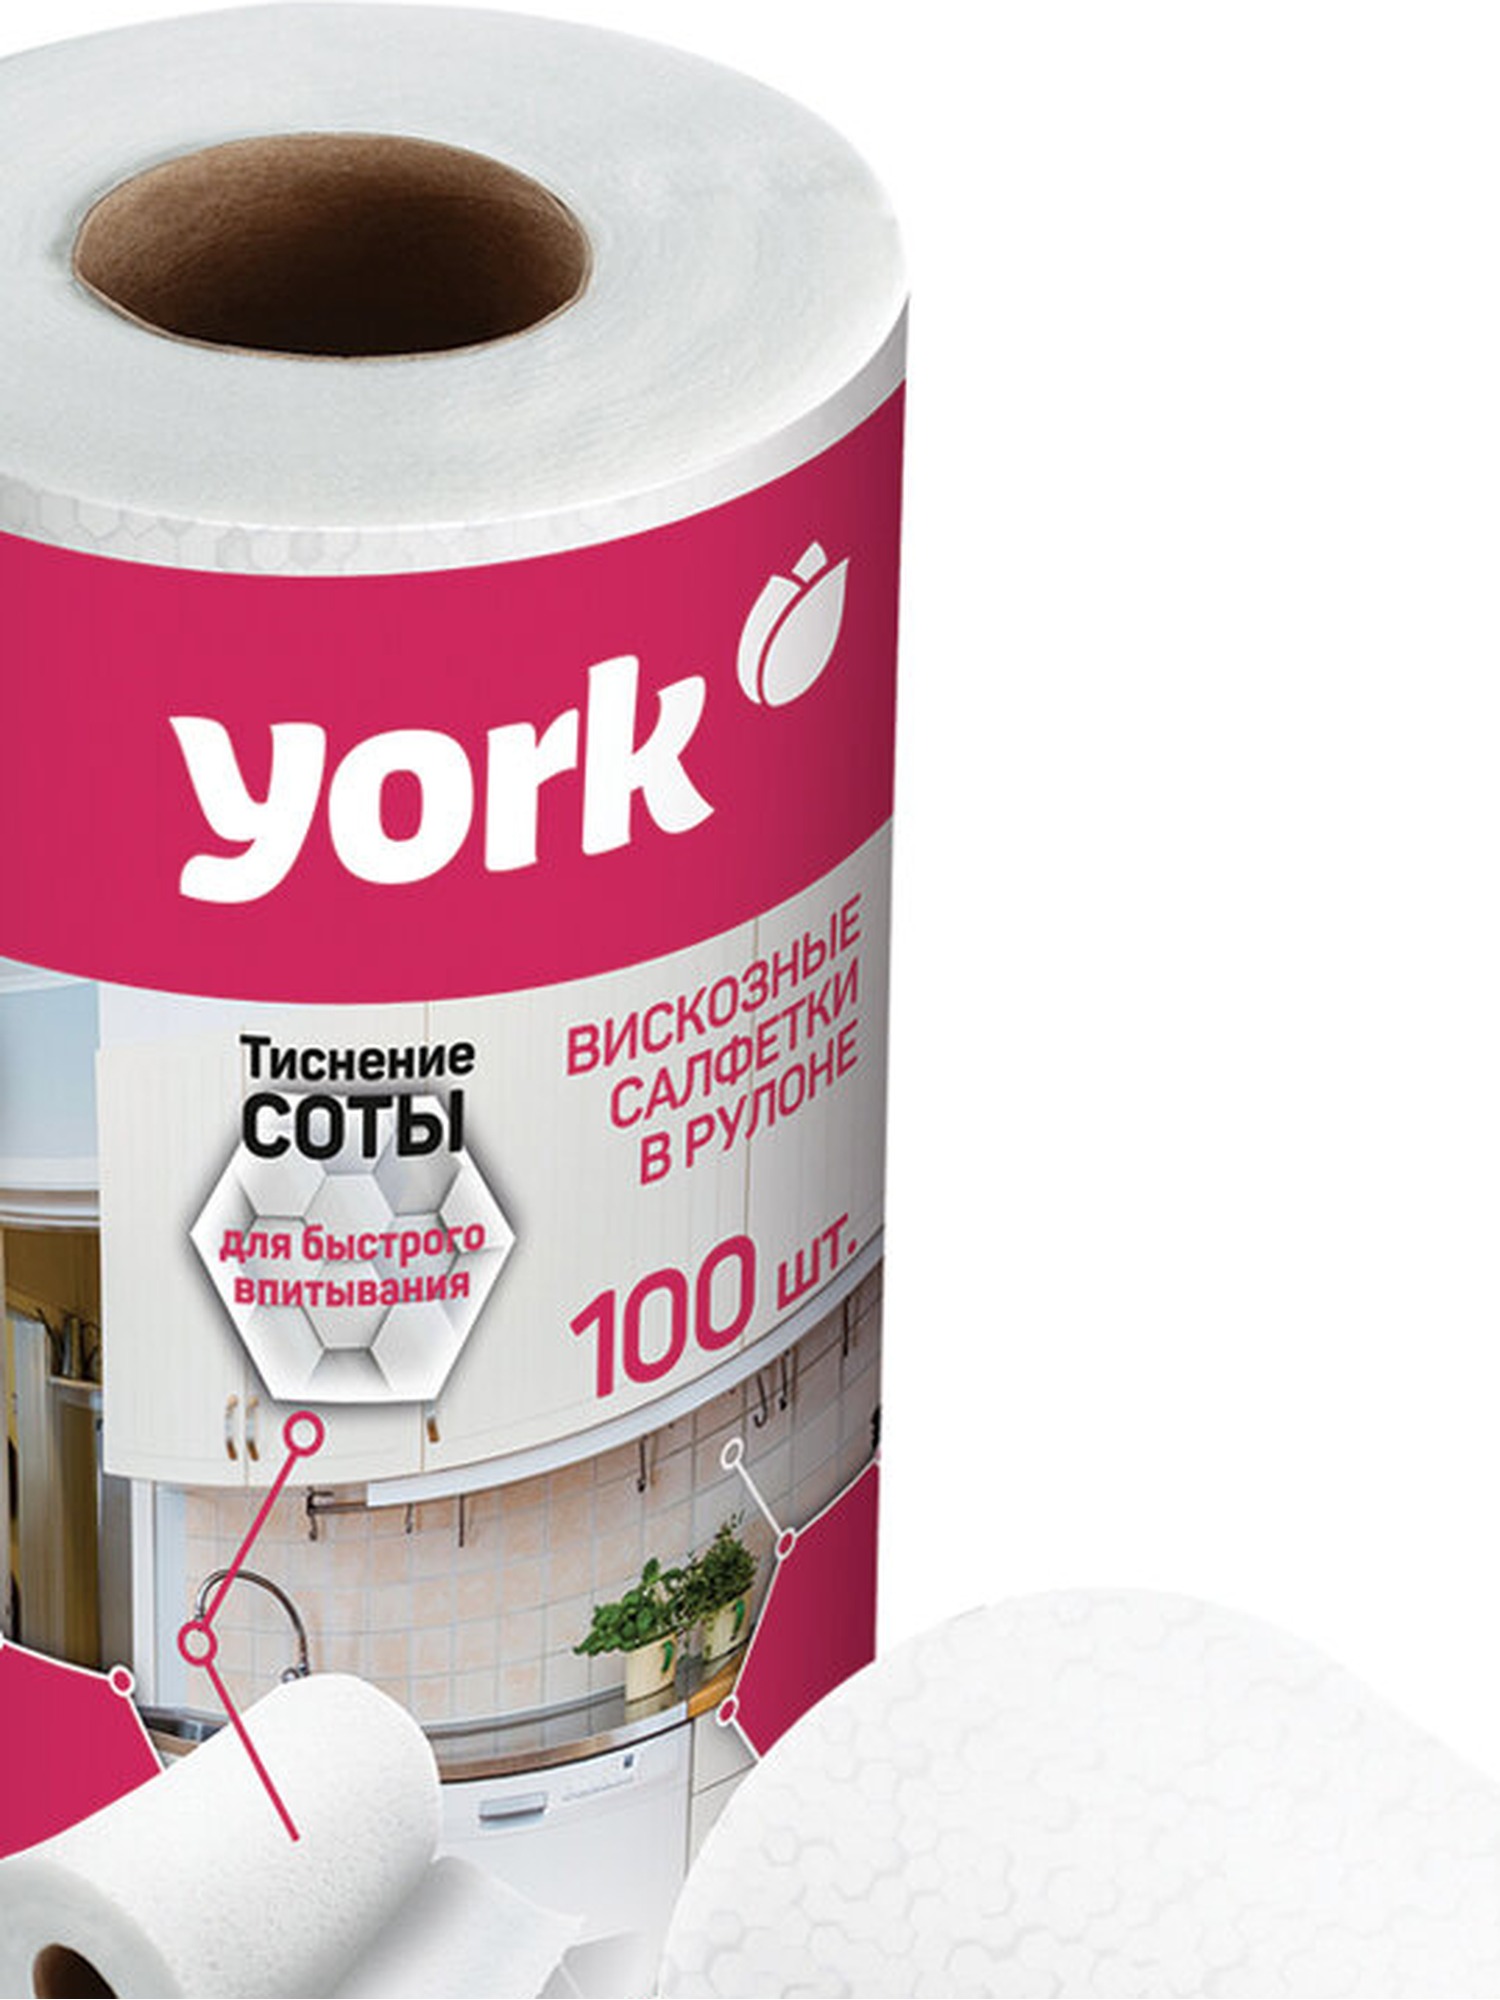 york
Тиснение
СОТЫ
для быстрого
впитывания
ВИСКОЗНЫЕ
САЛФЕТКИ
В РУЛОНЕ
100 шт.